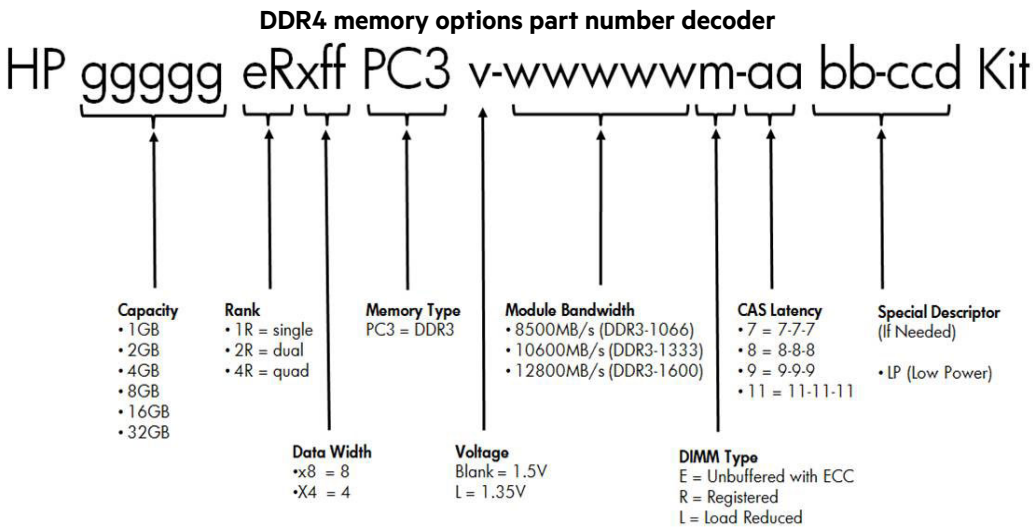 DDR4 memory options part number decoder
HP ggggg eRxff PC3 v-wwwwwm-aa bb-ccd Kit
Capacity
• 1GB
• 2GB
• 4GB
• 8GB
• 16GB
• 32GB
Rank
• 1R = single
• 2R = dual
• 4R = quad
Memory Type
PC3 = DDR3
Module Bandwidth
• 8500MB/s (DDR3-1066)
• 10600MB/s (DDR3-1333)
• 12800MB/s (DDR3-1600)
CAS Latency
• 7 = 7-7-7
• 8 = 8-8-8
• 9 = 9-9-9
• 11 = 11-11-11
Special Descriptor
(If Needed)
• LP (Low Power)
Data Width
•x8 = 8
•X4 = 4
Voltage
Blank = 1.5V
L = 1.35V
DIMM Type
E = Unbuffered with ECC
R = Registered
L = Load Reduced